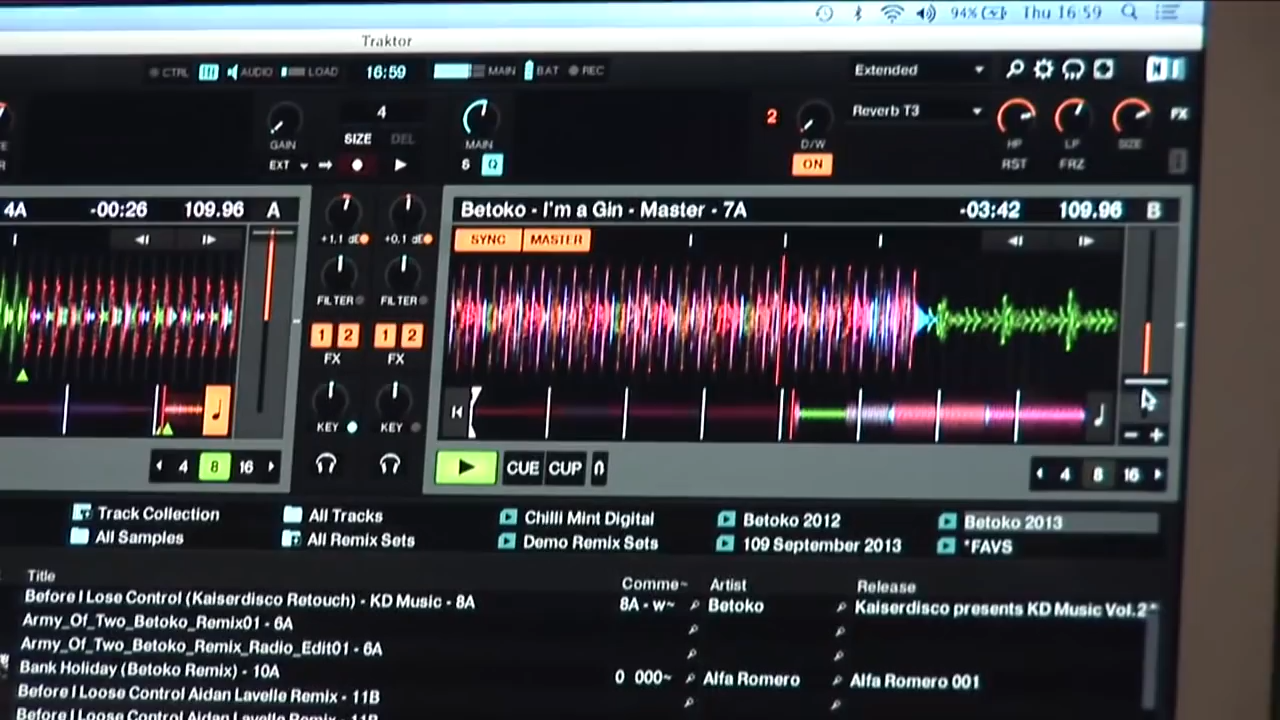 94% Thu 16:59
Traktor
CTRL AUDIO LOAD 16:59 MAIN BAT REC Extended
4 2 Reverb T3 FX
GAIN SIZE DEL MAIN D/W HP LP SIZE
EXT S ON RST FRZ
4A -00:26 109.96 A Betoko - I'm a Gin - Master - 7A -03:42 109.96 B
+1.1 +0.1 SYNC MASTER
FILTER FILTER
1 2 1 2
FX FX
KEY KEY
4 8 16 CUE CUP 4 8 16
Track Collection All Tracks Chilli Mint Digital Betoko 2012 Betoko 2013
All Samples All Remix Sets Demo Remix Sets 109 September 2013 *FAVS
Title Comme~ Artist Release
Before I Lose Control (Kaiserdisco Retouch) - KD Music - 8A 8A - w~ Betoko Kaiserdisco presents KD Music Vol.2
Army_Of_Two_Betoko_Remix01 - 6A
Army_Of_Two_Betoko_Remix_Radio_Edit01 - 6A
Bank Holiday (Betoko Remix) - 10A 0 000~ Alfa Romero Alfa Romero 001
Before I Loose Control Aidan Lavelle Remix - 11B
Before I Loose Control Aidan Lavelle Remix - 11B